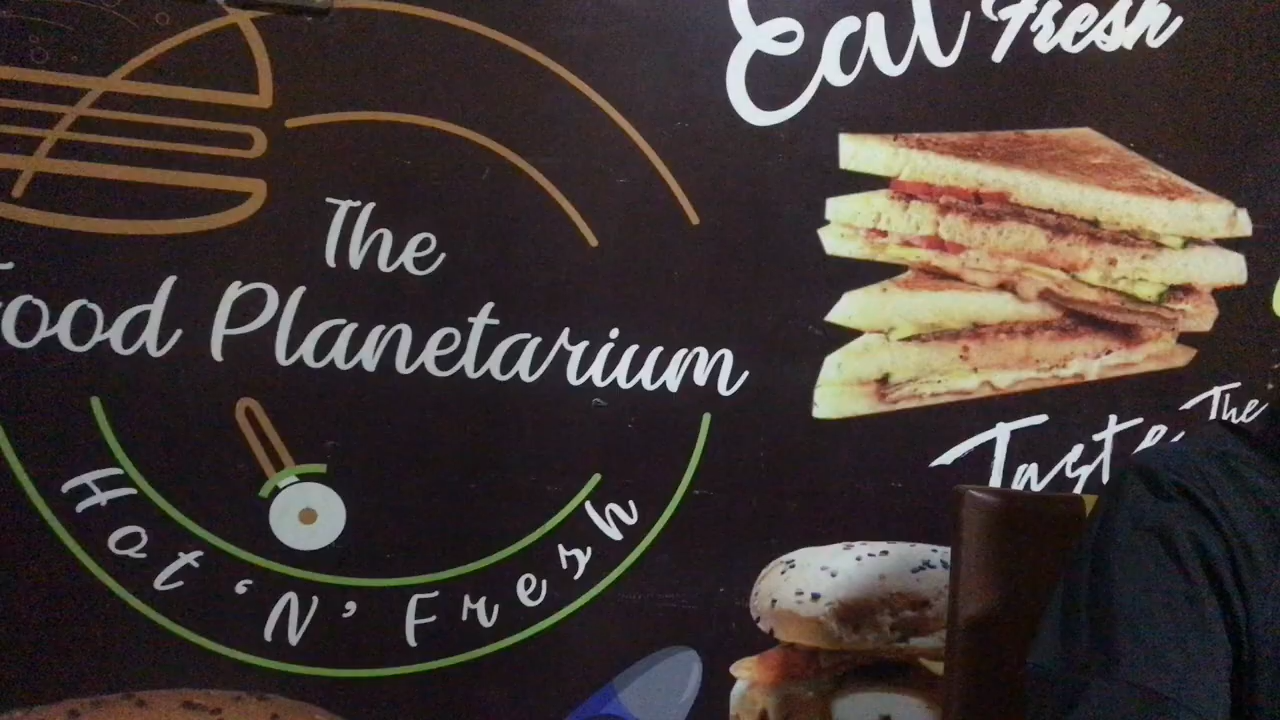 Eat Fresh
The
Food Planetarium
Hot 'N' Fresh
Taste The